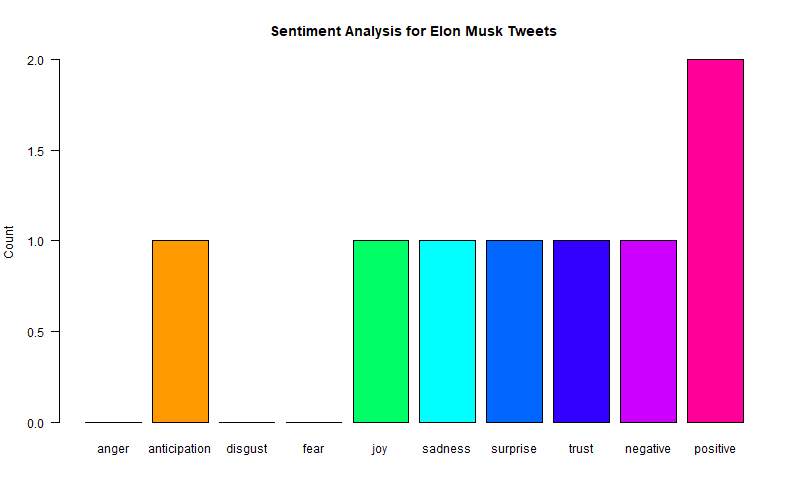 Sentiment Analysis for Elon Musk Tweets
2.0
1.5
1.0
0.5
0.0
Count
anger anticipation disgust fear joy sadness surprise trust negative positive